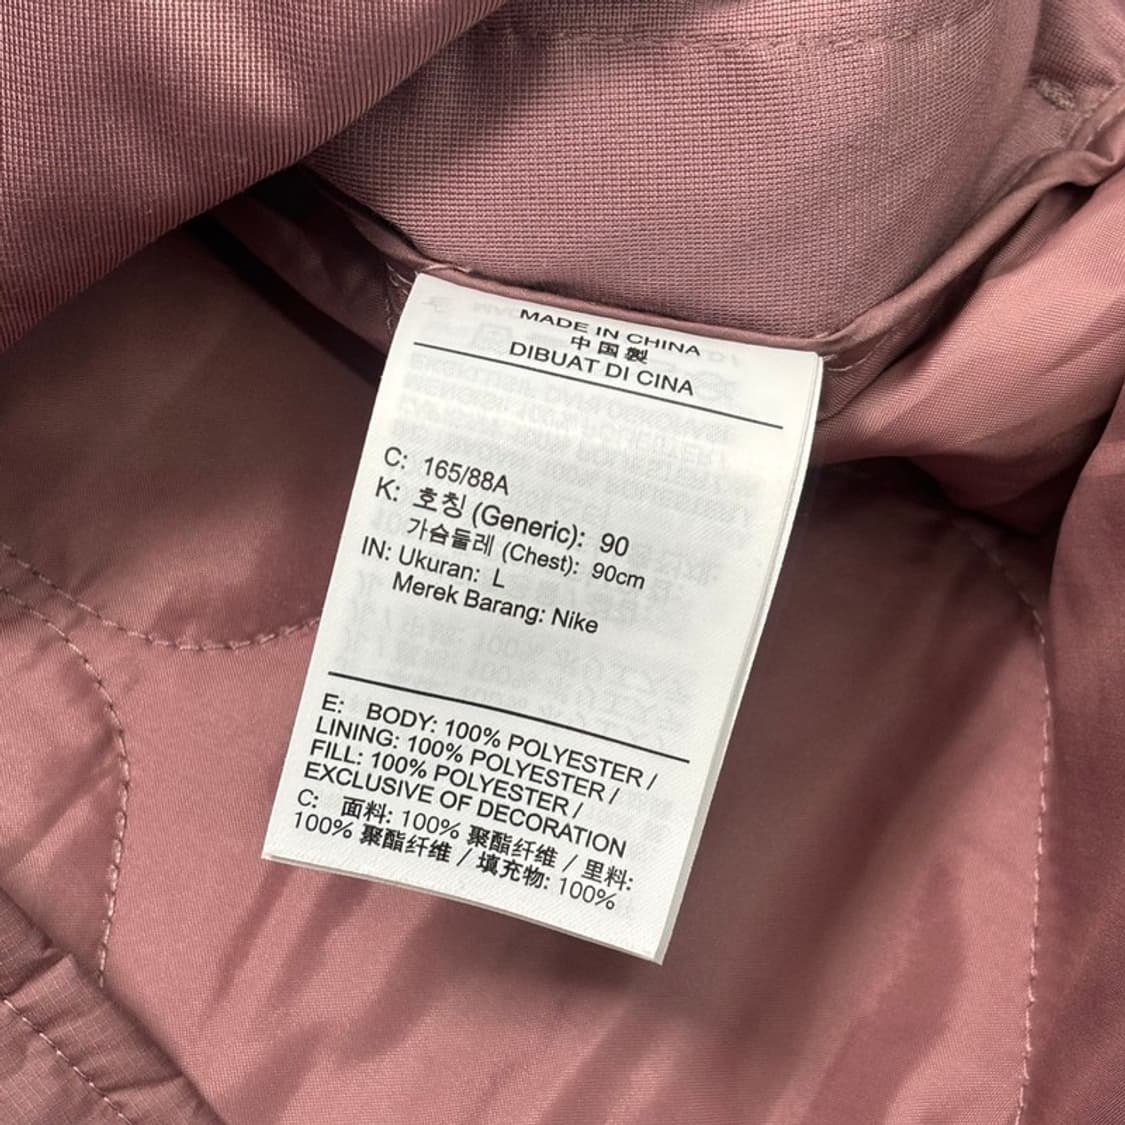 MADE IN CHINA
中国製
DIBUAT DI CINA
C: 165/88A
K: 호칭 (Generic): 90
가슴둘레 (Chest): 90cm
IN: Ukuran: L
Merek Barang: Nike
E: BODY: 100% POLYESTER /
LINING: 100% POLYESTER /
FILL: 100% POLYESTER /
EXCLUSIVE OF DECORATION
C: 面料: 100% 聚酯纤维 / 里料:
100% 聚酯纤维 / 填充物: 100%